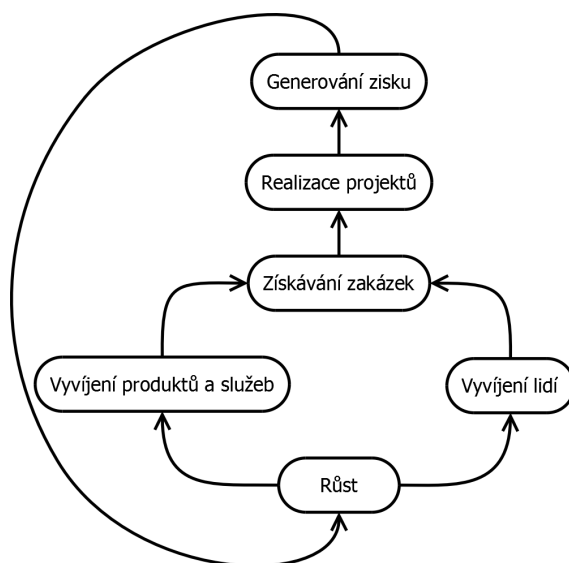 Generování zisku
Realizace projektů
Získávání zakázek
Vyvíjení produktů a služeb
Vyvíjení lidí
Růst